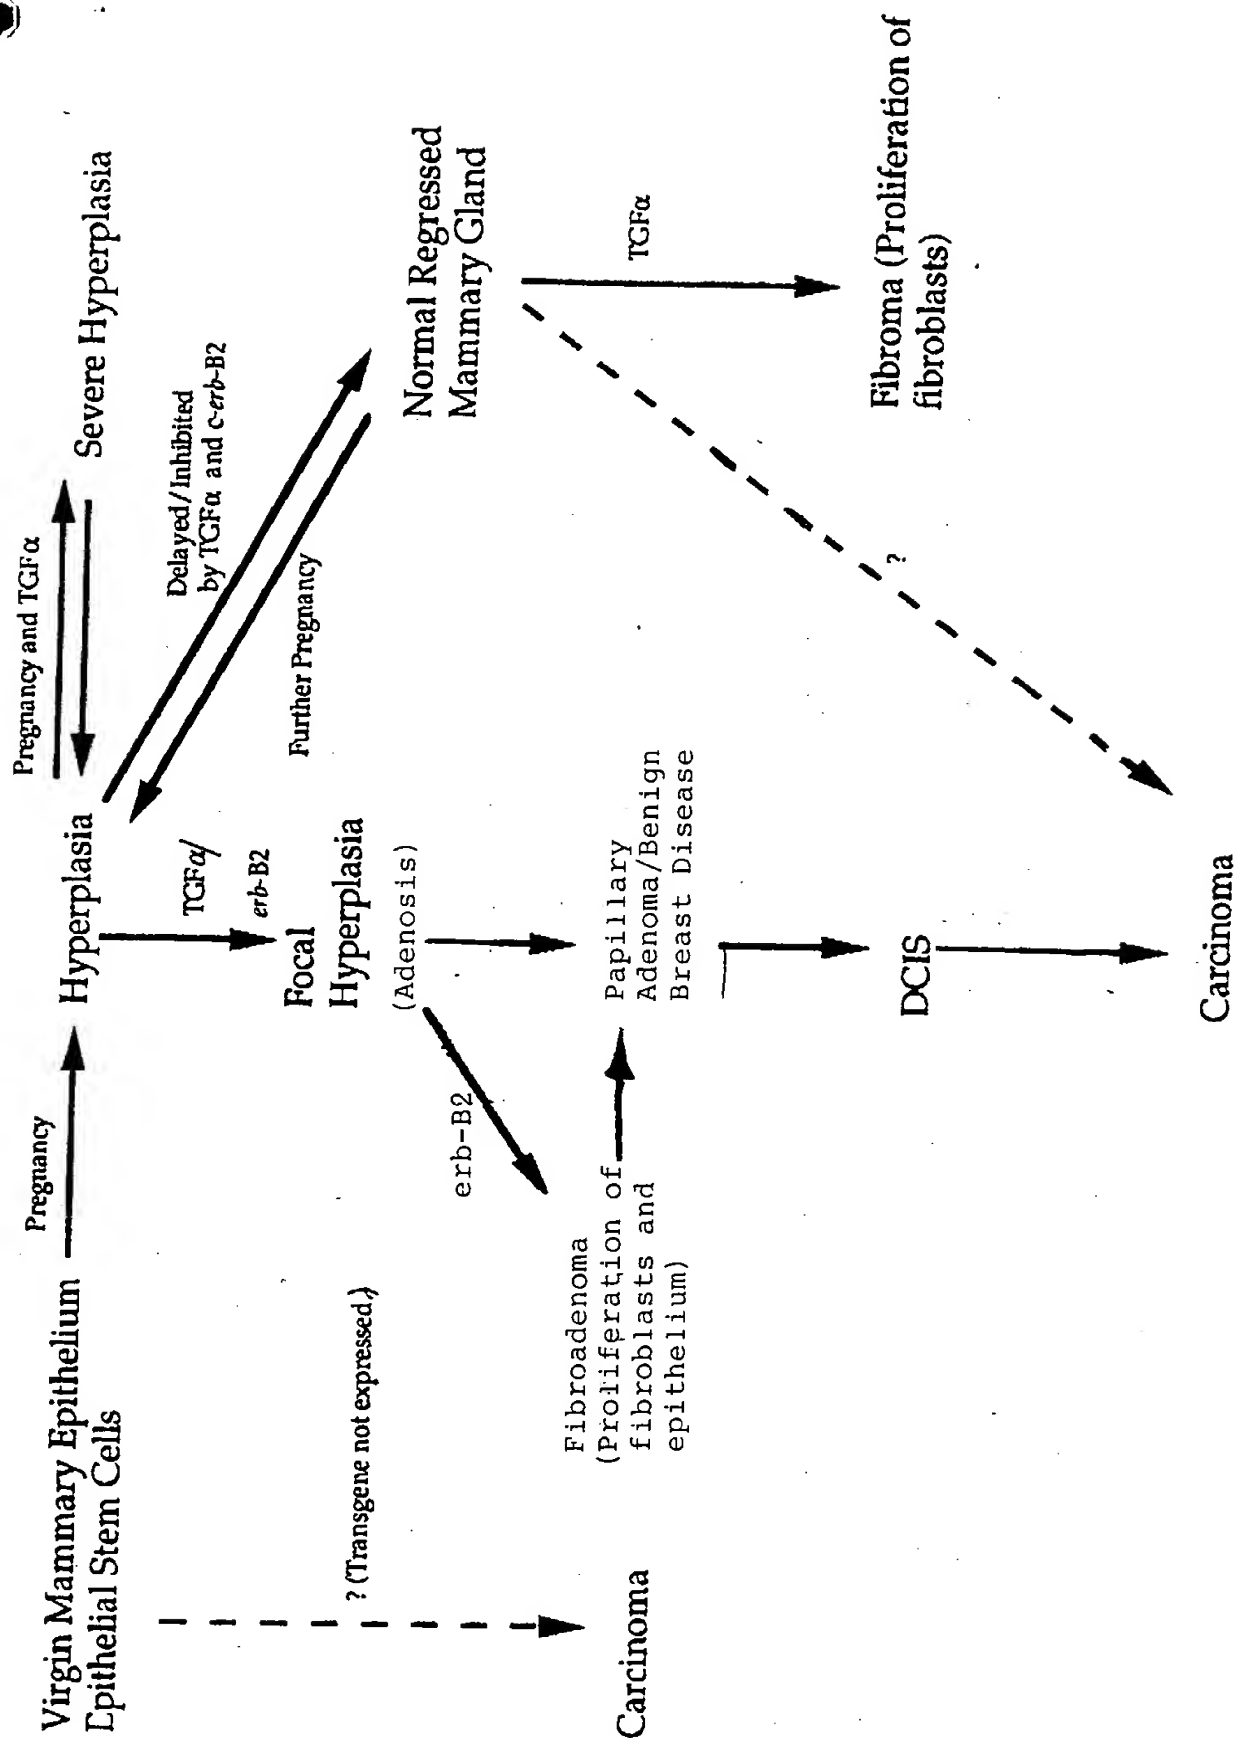 Pregnancy and TGFα
Virgin Mammary Epithelium
Epithelial Stem Cells
Pregnancy
Hyperplasia
Severe Hyperplasia
Delayed/Inhibited
by TGFα and c-erb-B2
TGFα/
erb-B2
Further Pregnancy
Focal
Hyperplasia
(Adenosis)
Normal Regressed
Mammary Gland
? (Transgene not expressed)
erb-B2
TGFα
Carcinoma
Fibroadenoma
(Proliferation of
fibroblasts and
epithelium)
Papillary
Adenoma/Benign
Breast Disease
?
Fibroma (Proliferation of
fibroblasts)
DCIS
Carcinoma